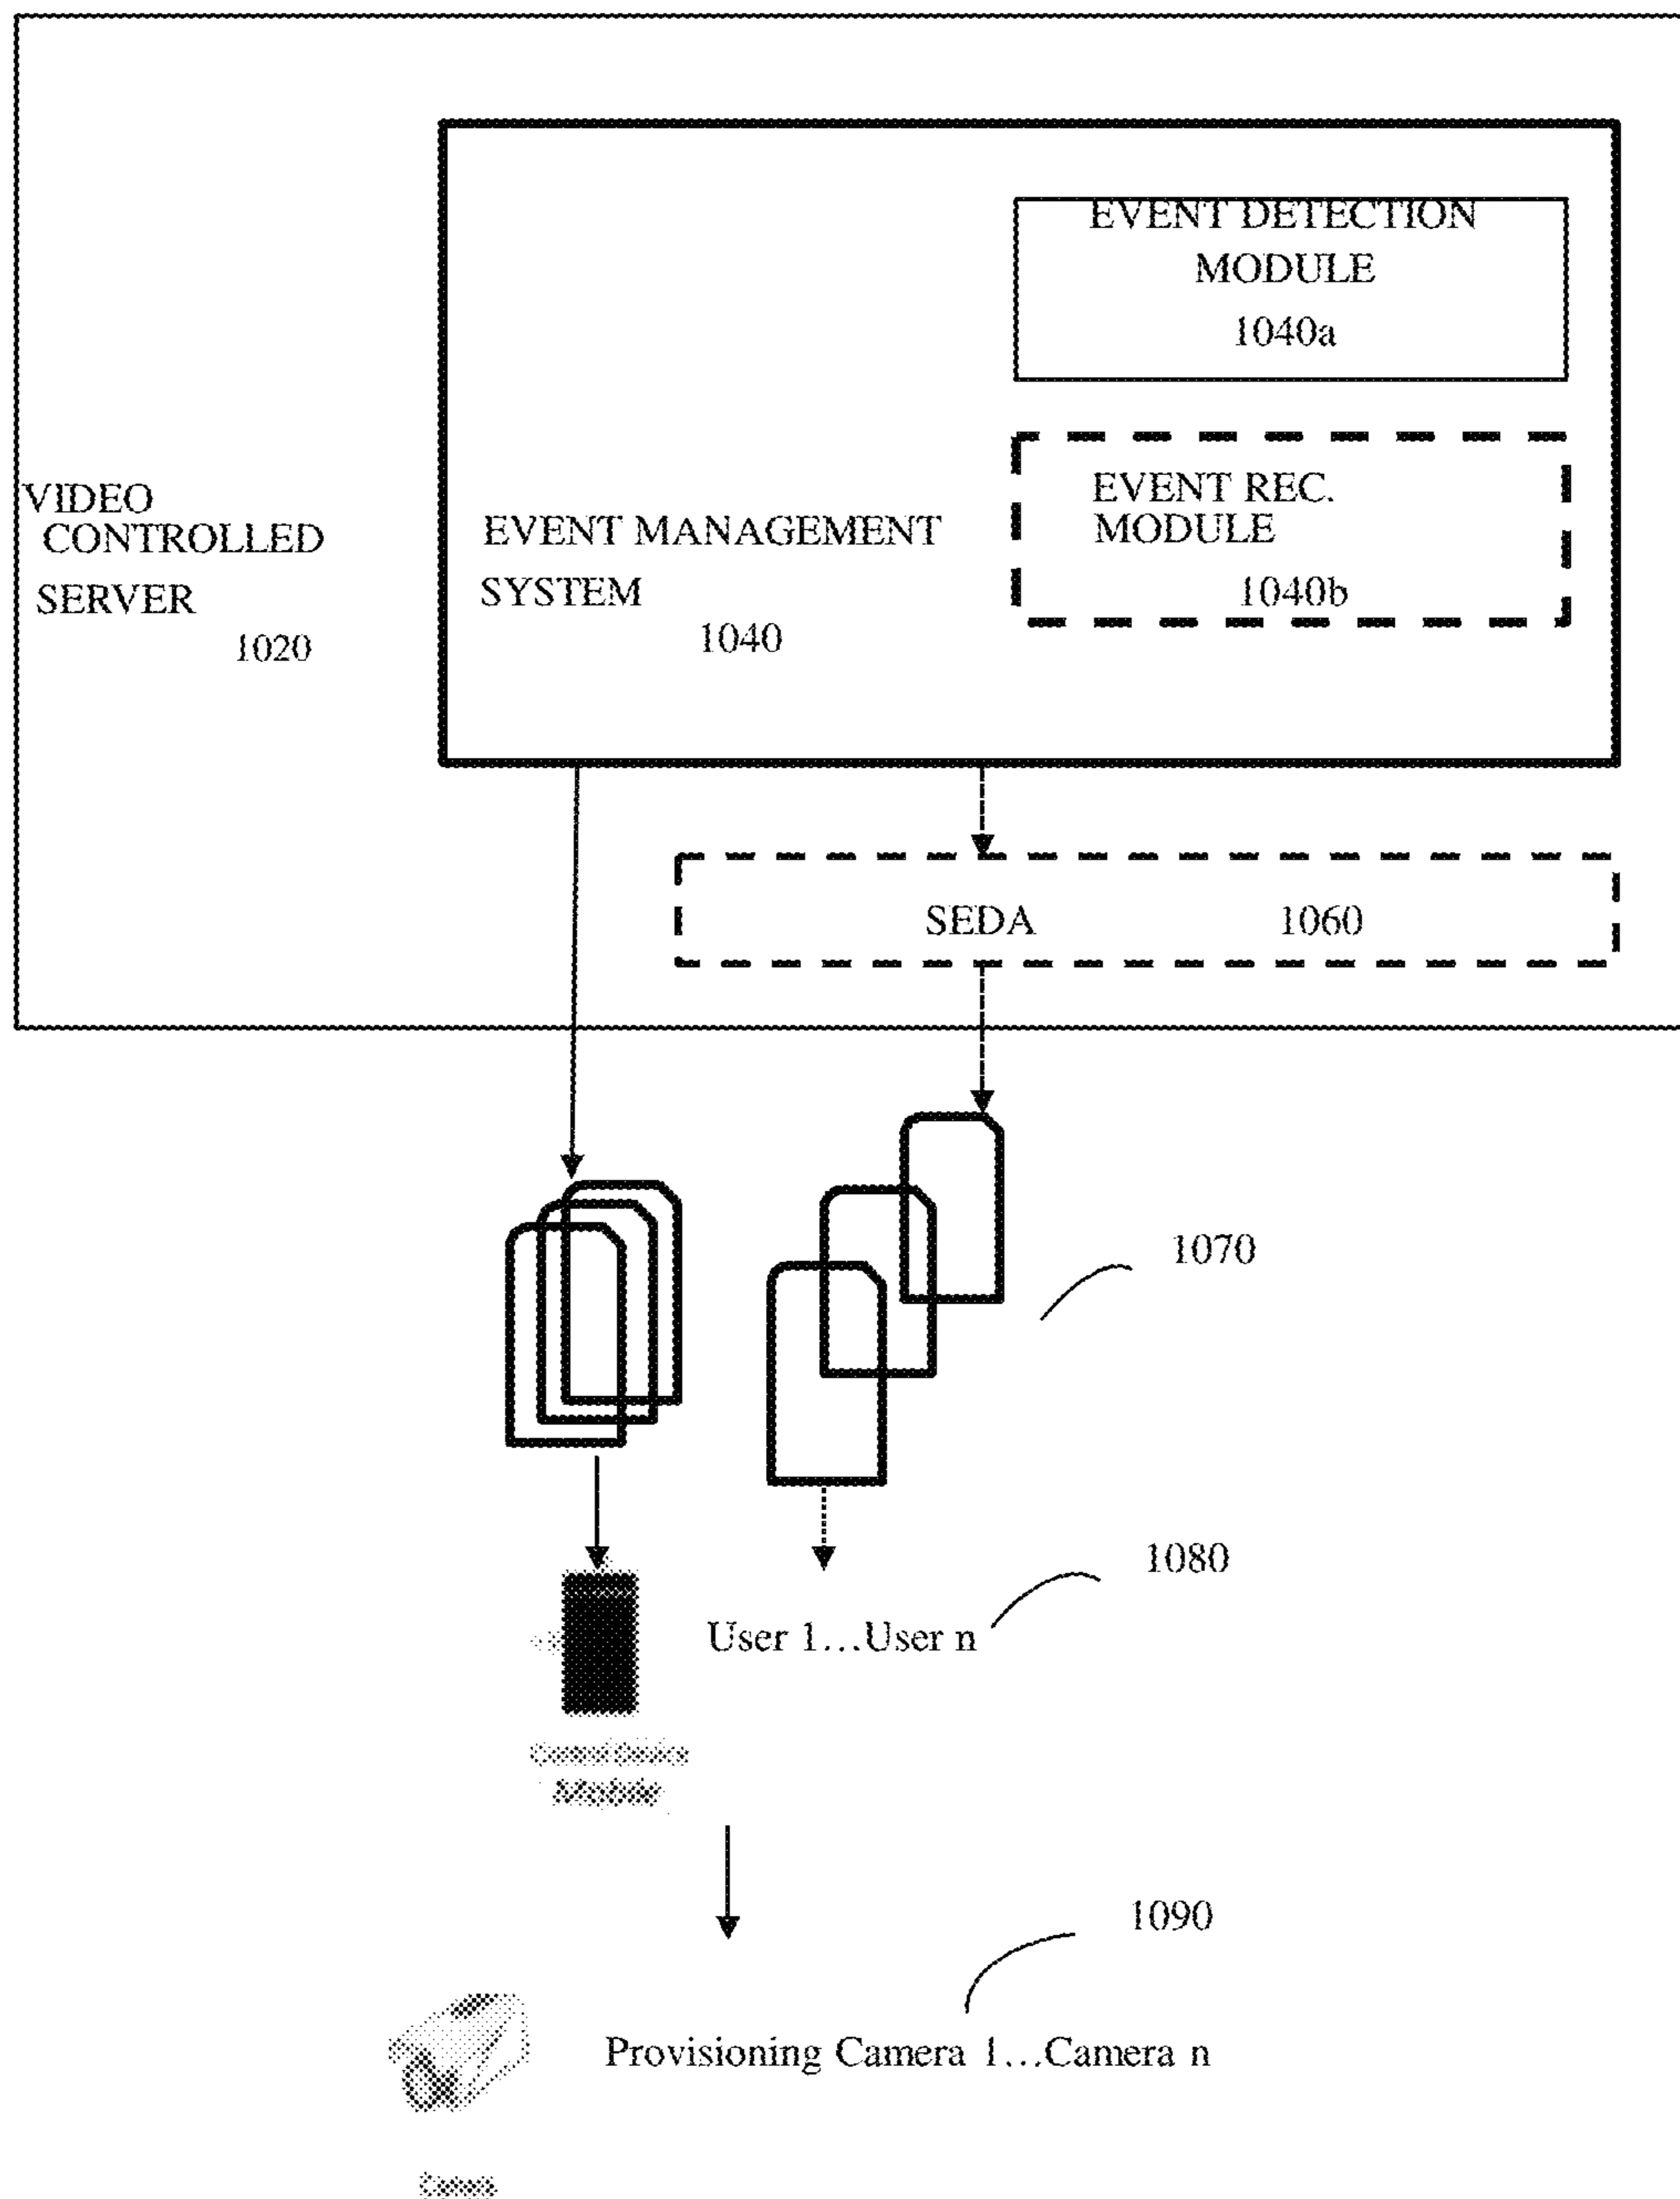 EVENT DETECTION
MODULE
1040a
EVENT REC.
MODULE
1040b
VIDEO
CONTROLLED
SERVER
1020
EVENT MANAGEMENT
SYSTEM
1040
SEDA 1060
1070
1080
User 1...User n
Module
1090
Provisioning Camera 1...Camera n